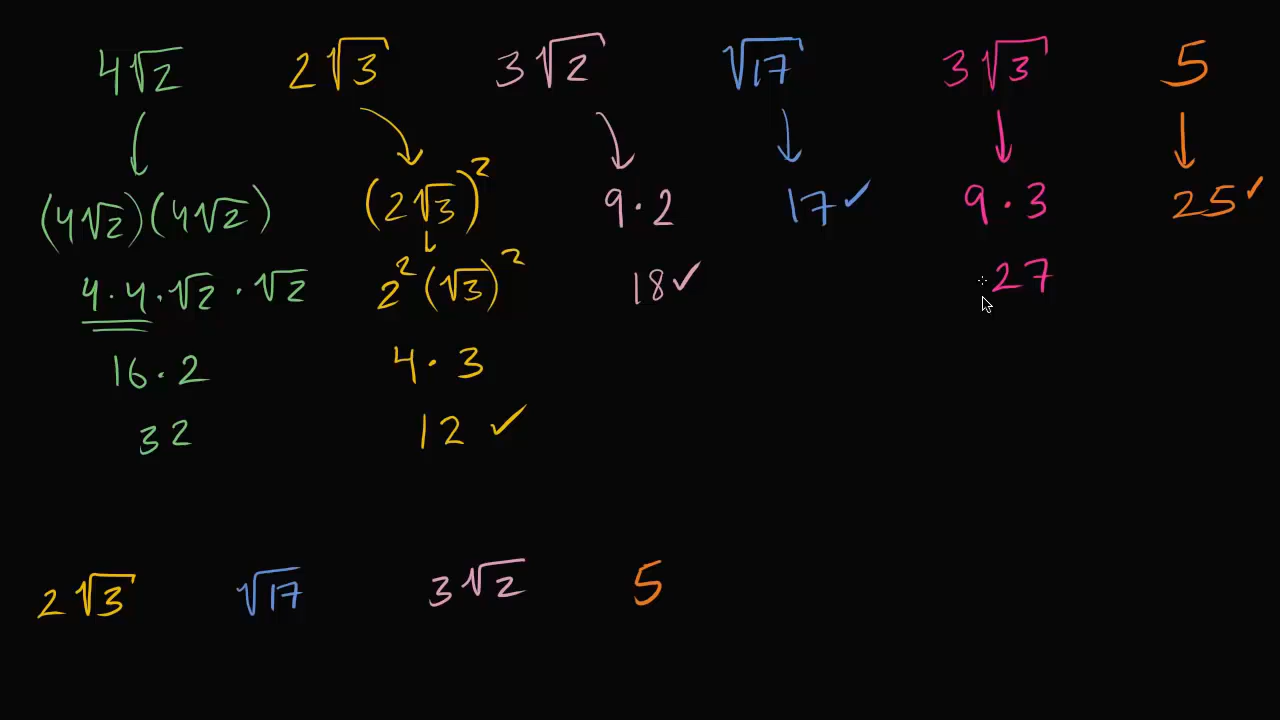 4√2 2√3 3√2 √17 3√3 5
(4√2)(4√2) (2√3)² 9·2 17✓ 9·3 25✓
4·4·√2·√2 2²(√3)² 18✓ 27
16·2 4·3
32 12 ✓
2√3 √17 3√2 5